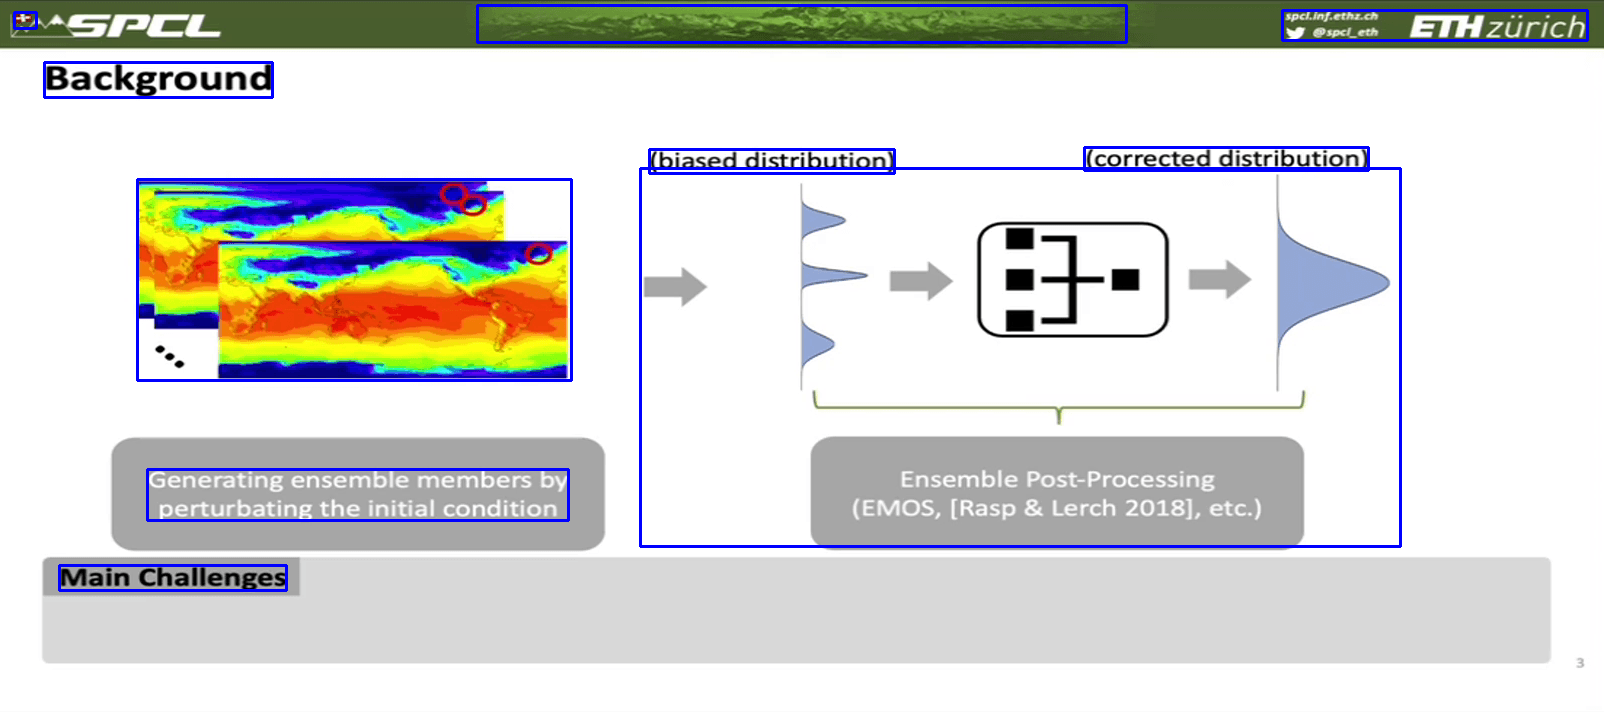 SPCL
spcl.inf.ethz.ch
@spcl_eth
ETH zürich
Background
(biased distribution)
(corrected distribution)
Generating ensemble members by
perturbating the initial condition
Ensemble Post-Processing
(EMOS, [Rasp & Lerch 2018], etc.)
Main Challenges
3